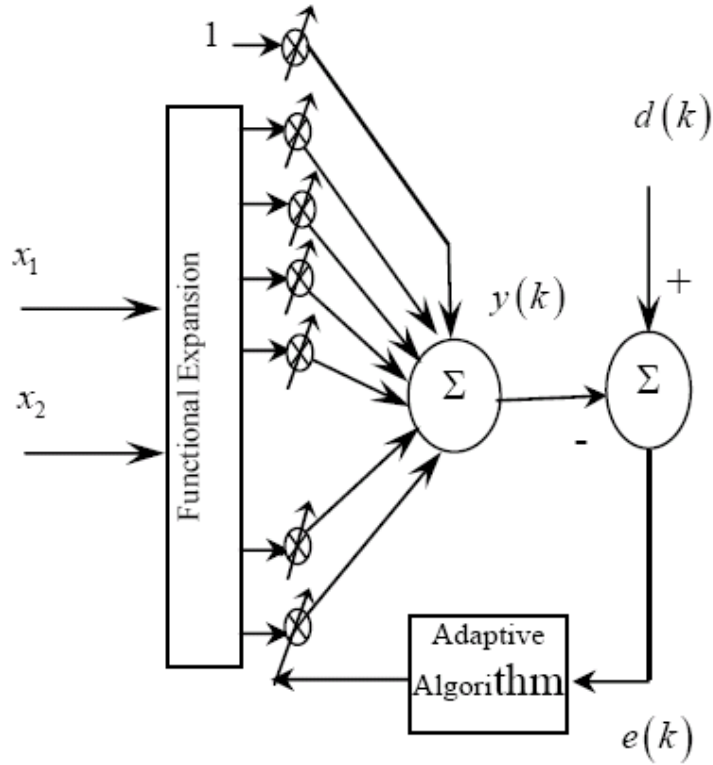 1
d(k)
x₁
+
y(k)
Functional Expansion
Σ
Σ
x₂
-
Adaptive
Algorithm
e(k)